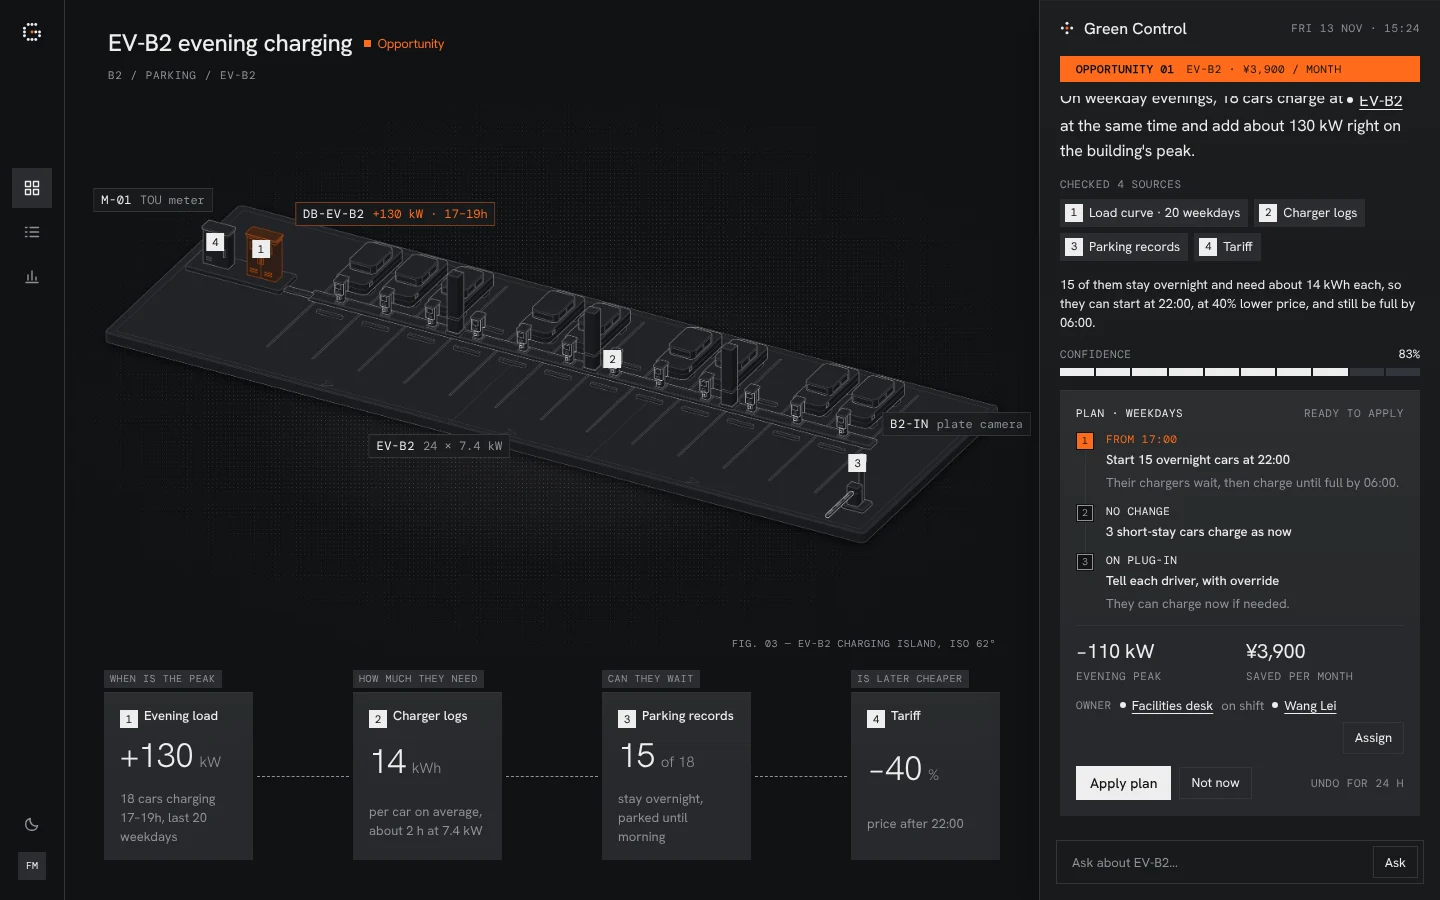 EV-B2 evening charging
Opportunity
B2 / PARKING / EV-B2
M-01 TOU meter
DB-EV-B2 +130 kW · 17–19h
4
1
2
B2-IN plate camera
EV-B2 24 × 7.4 kW
3
FIG. 03 — EV-B2 CHARGING ISLAND, ISO 62°
WHEN IS THE PEAK
1 Evening load
+130 kW
18 cars charging
17–19h, last 20
weekdays
HOW MUCH THEY NEED
2 Charger logs
14 kWh
per car on average,
about 2 h at 7.4 kW
CAN THEY WAIT
3 Parking records
15 of 18
stay overnight,
parked until
morning
IS LATER CHEAPER
4 Tariff
−40 %
price after 22:00
FM
Green Control
FRI 13 NOV · 15:24
OPPORTUNITY 01 EV-B2 · ¥3,900 / MONTH
On weekday evenings, 18 cars charge at EV-B2
at the same time and add about 130 kW right on
the building's peak.
CHECKED 4 SOURCES
1 Load curve · 20 weekdays
2 Charger logs
3 Parking records
4 Tariff
15 of them stay overnight and need about 14 kWh each, so
they can start at 22:00, at 40% lower price, and still be full by
06:00.
CONFIDENCE 83%
PLAN · WEEKDAYS READY TO APPLY
1 FROM 17:00
Start 15 overnight cars at 22:00
Their chargers wait, then charge until full by 06:00.
2 NO CHANGE
3 short-stay cars charge as now
3 ON PLUG-IN
Tell each driver, with override
They can charge now if needed.
−110 kW
EVENING PEAK
¥3,900
SAVED PER MONTH
OWNER Facilities desk on shift Wang Lei
Assign
Apply plan
Not now
UNDO FOR 24 H
Ask about EV-B2…
Ask